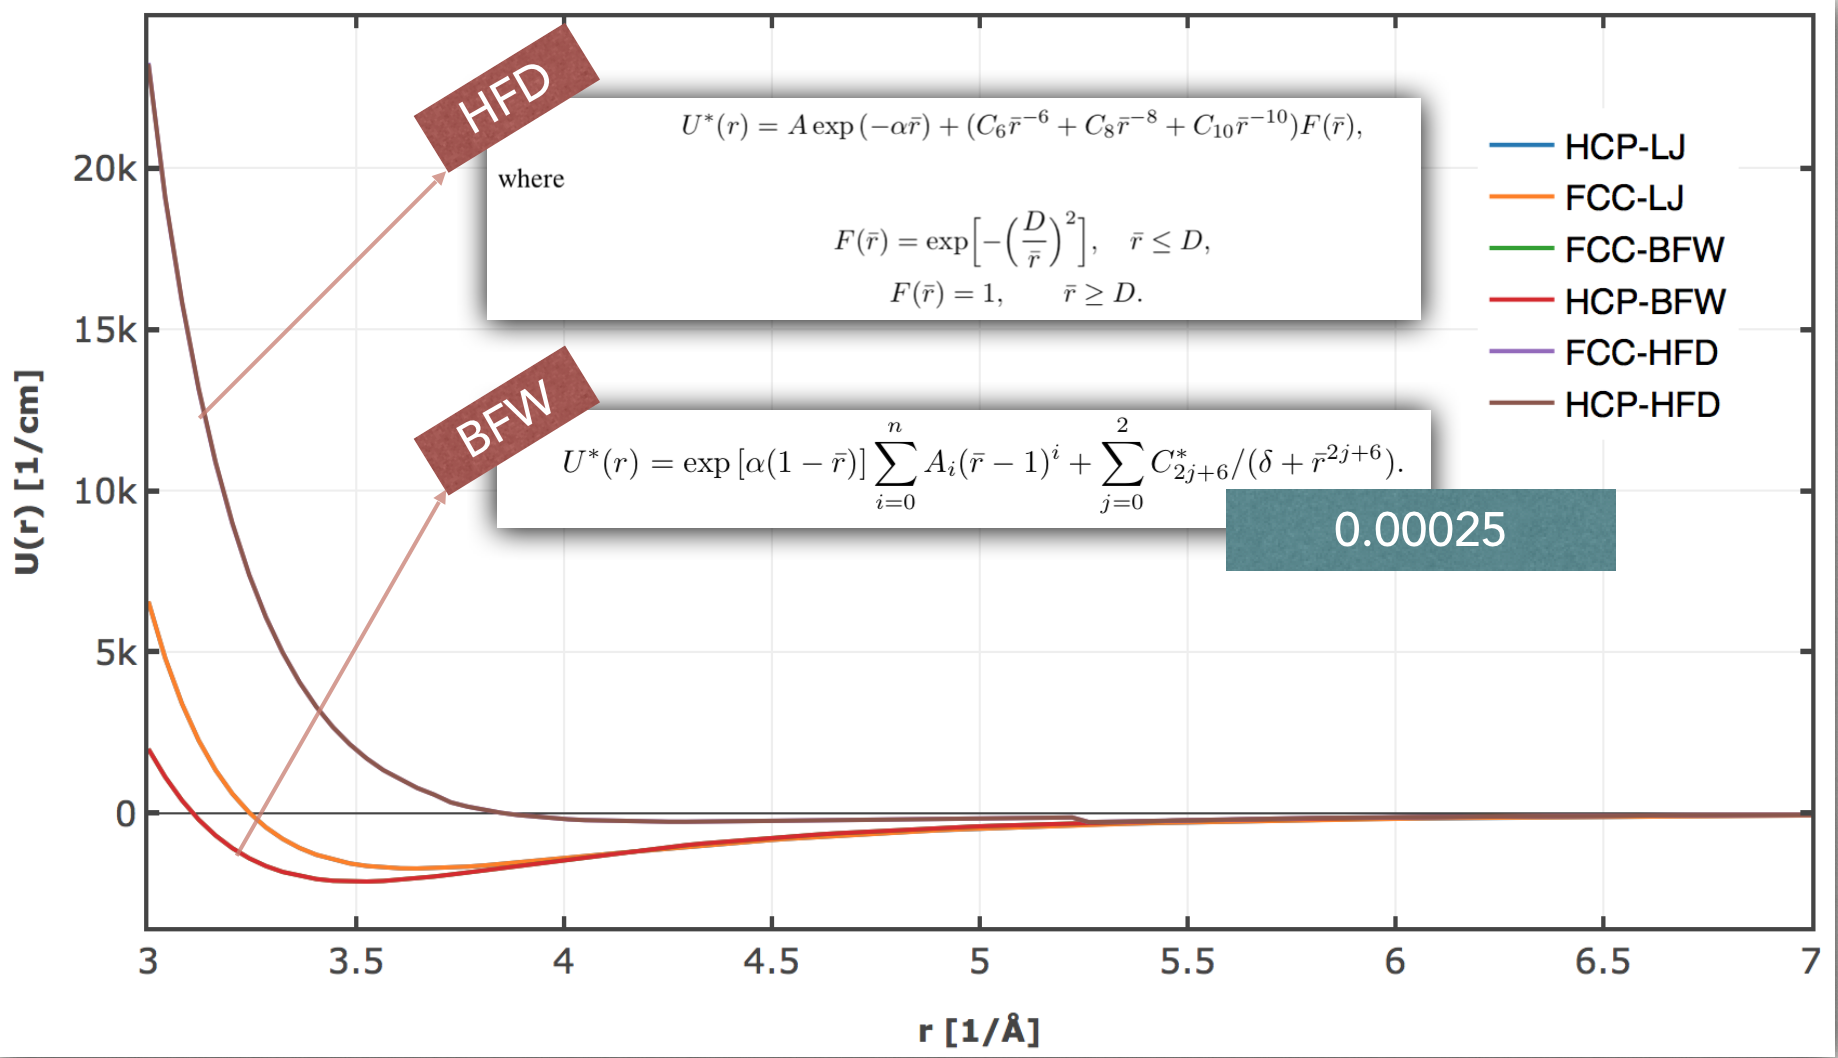 HFD
U*(r) = A exp (−αr̄) + (C₆r̄⁻⁶ + C₈r̄⁻⁸ + C₁₀r̄⁻¹⁰)F(r̄),
where
F(r̄) = exp[−(D/r̄)²], r̄ ≤ D,
F(r̄) = 1, r̄ ≥ D.
BFW
U*(r) = exp [α(1 − r̄)] ∑_{i=0}^{n} A_i(r̄ − 1)^i + ∑_{j=0}^{2} C*_{2j+6}/(δ + r̄^{2j+6}).
0.00025
HCP-LJ
FCC-LJ
FCC-BFW
HCP-BFW
FCC-HFD
HCP-HFD
U(r) [1/cm]
20k
15k
10k
5k
0
3 3.5 4 4.5 5 5.5 6 6.5 7
r [1/Å]